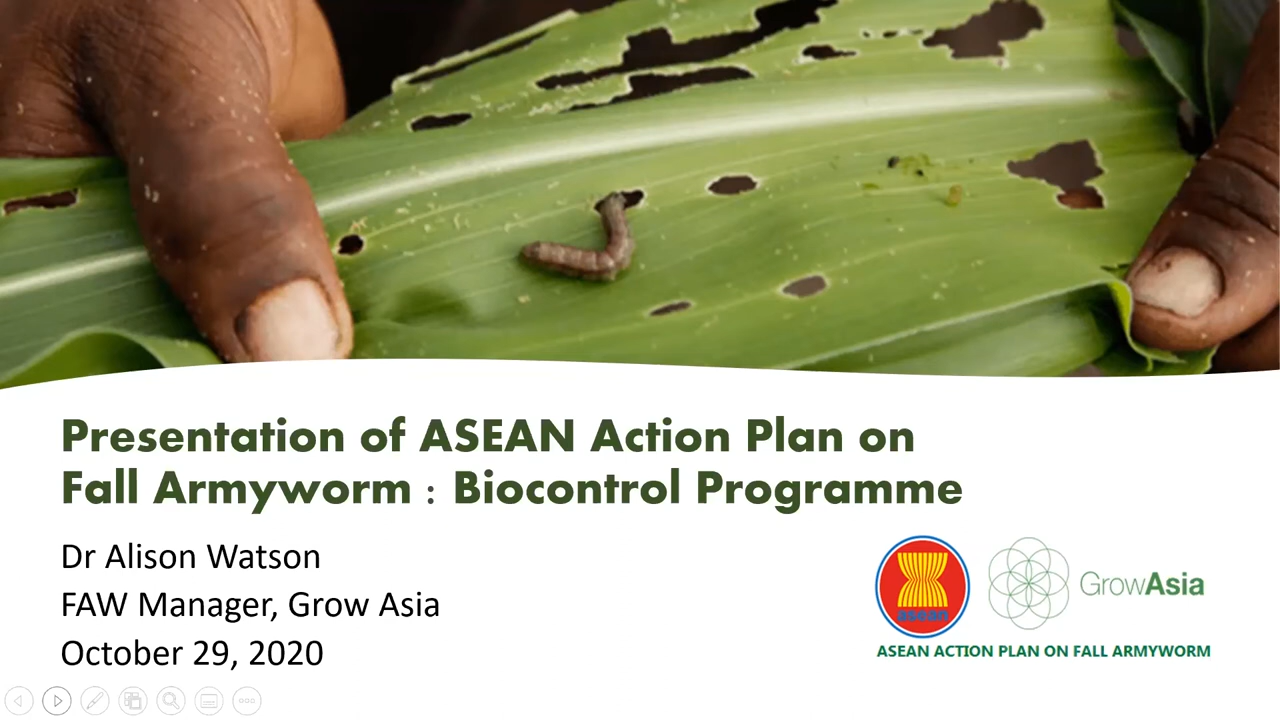 Presentation of ASEAN Action Plan on
Fall Armyworm : Biocontrol Programme
Dr Alison Watson
FAW Manager, Grow Asia
October 29, 2020
asean
GrowAsia
ASEAN ACTION PLAN ON FALL ARMYWORM